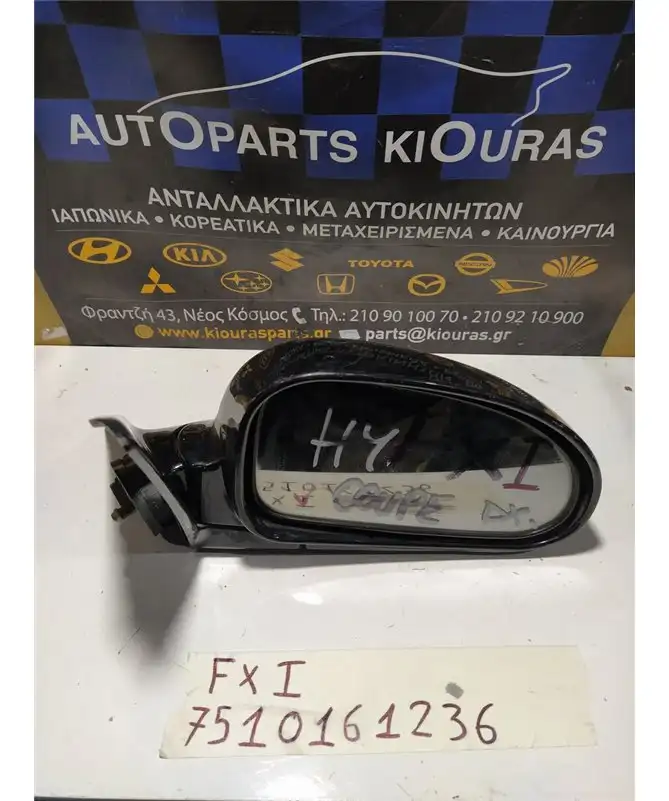 AUTOPARTS KIOURAS
ΑΝΤΑΛΛΑΚΤΙΚΑ ΑΥΤΟΚΙΝΗΤΩΝ
ΙΑΠΩΝΙΚΑ • ΚΟΡΕΑΤΙΚΑ • ΜΕΤΑΧΕΙΡΙΣΜΕΝΑ • ΚΑΙΝΟΥΡΓΙΑ
KIA
TOYOTA
Φραντζή 43, Νέος Κόσμος Τηλ.: 210 90 100 70 • 210 92 10 900
www.kiourasparts.gr parts@kiouras.gr
HY
COUPE
FXI
7510161236